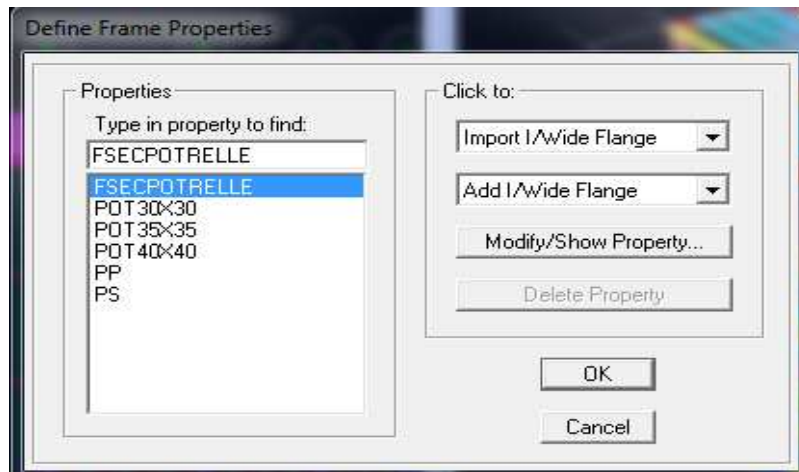 Define Frame Properties
Properties
Type in property to find:
FSECPOTRELLE
FSECPOTRELLE
POT30X30
POT35X35
POT40X40
PP
PS
Click to:
Import I/Wide Flange
Add I/Wide Flange
Modify/Show Property...
Delete Property
OK
Cancel